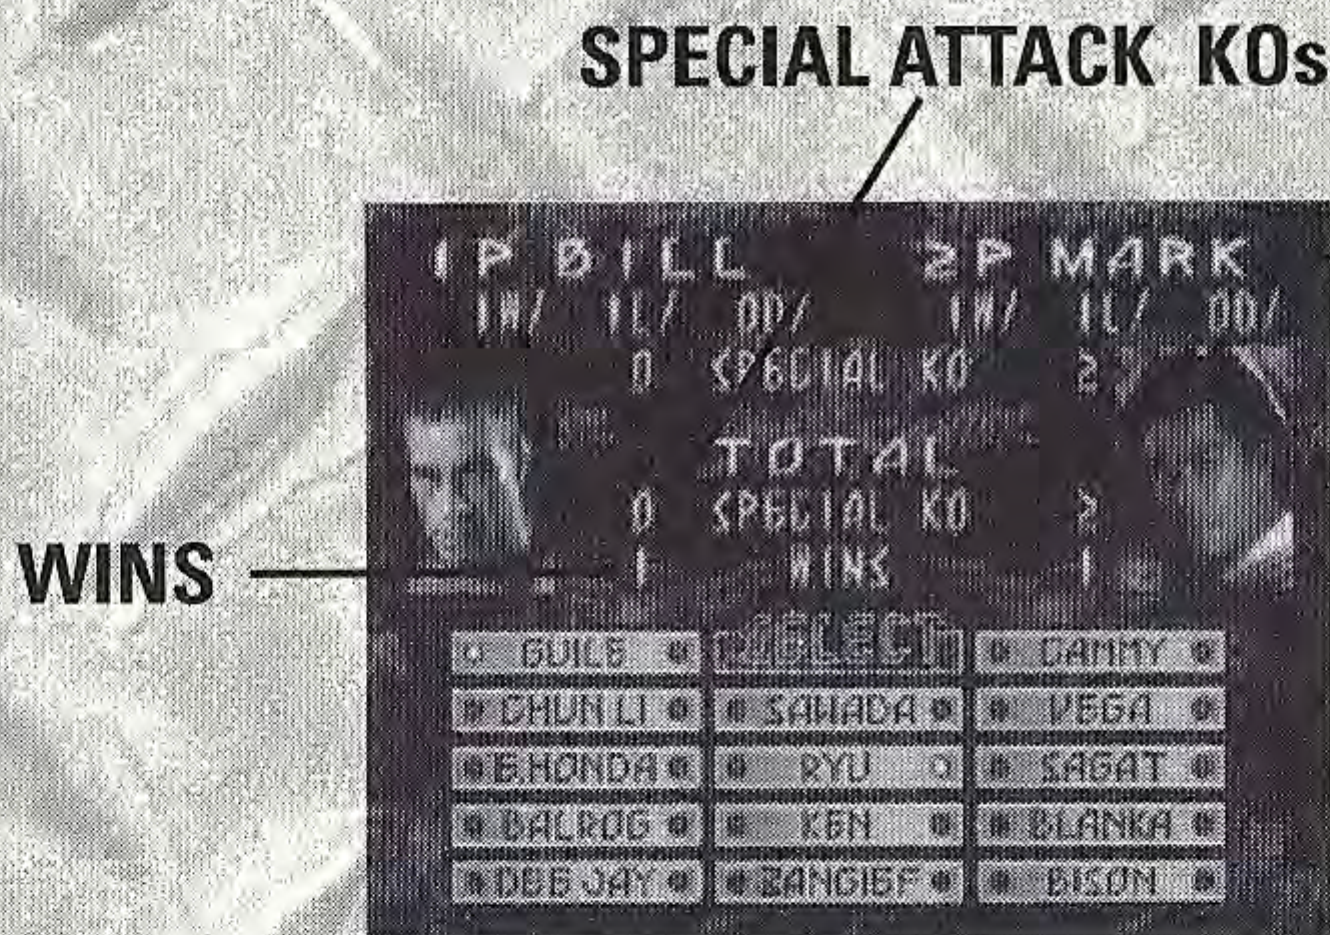 SPECIAL ATTACK KOs
1P BILL 2P MARK
1W/ 1L/ 0D/ 1W/ 1L/ 0D/
0 SPECIAL KO 2
TOTAL
0 SPECIAL KO 2
WINS
1 WINS 1
SELECT
GUILE CAMMY
CHUN LI SAWADA VEGA
E.HONDA RYU SAGAT
BALROG KEN BLANKA
DEE JAY ZANGIEF BISON